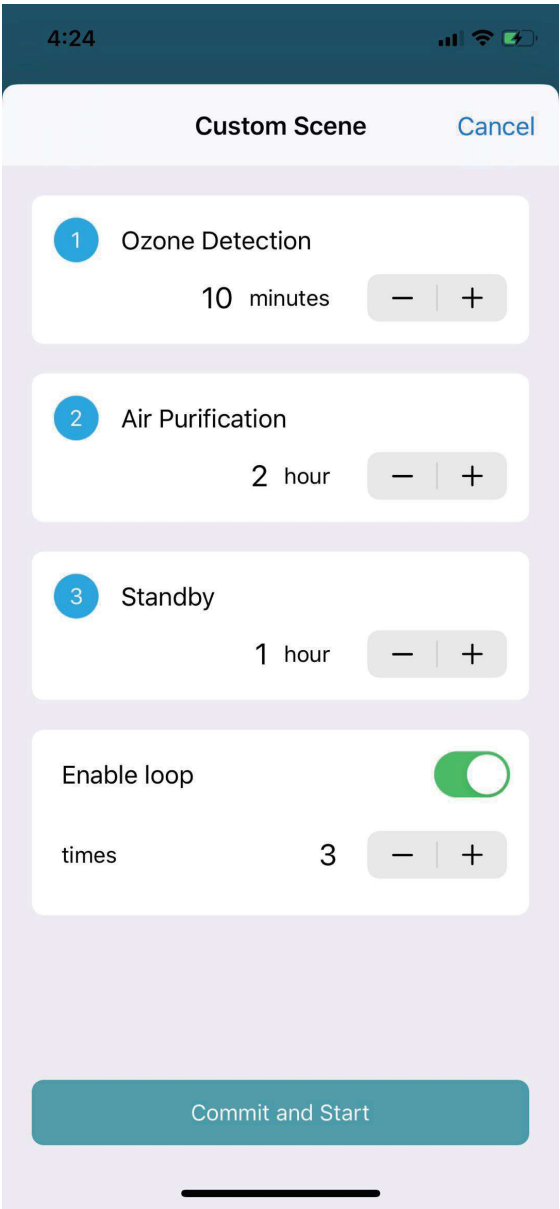 4:24
Custom Scene Cancel
1 Ozone Detection
10 minutes − +
2 Air Purification
2 hour − +
3 Standby
1 hour − +
Enable loop
times 3 − +
Commit and Start